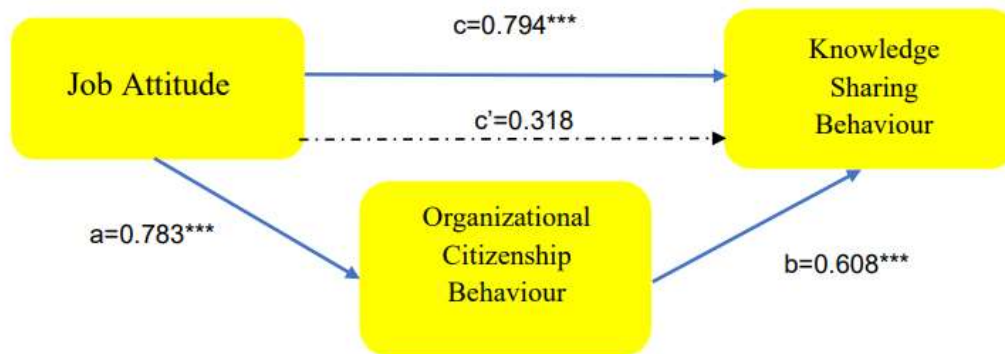 c=0.794***
Job Attitude
Knowledge
Sharing
Behaviour
c’=0.318
a=0.783***
Organizational
Citizenship
Behaviour
b=0.608***